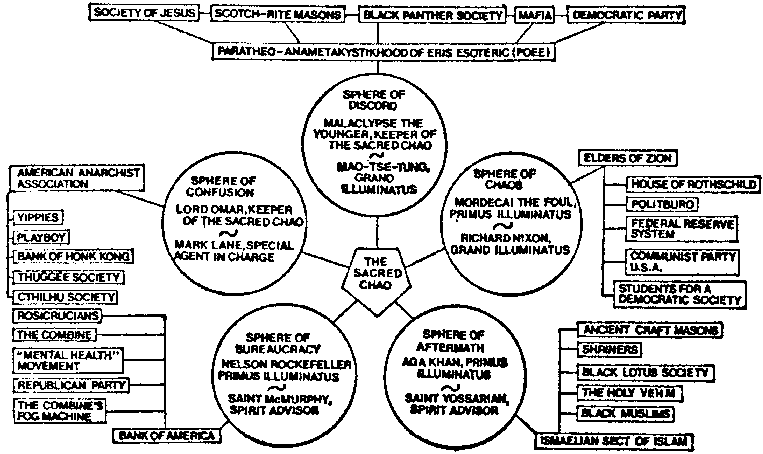 SOCIETY OF JESUS
SCOTCH-RITE MASONS
BLACK PANTHER SOCIETY
MAFIA
DEMOCRATIC PARTY
PARATHEO-ANAMETAKYSTIKHOOD OF ERIS ESOTERIC (POEE)
SPHERE OF
DISCORD
MALACLYPSE THE
YOUNGER, KEEPER OF
THE SACRED CHAO
~
MAO-TSE-TUNG,
GRAND
ILLUMINATUS
AMERICAN ANARCHIST
ASSOCIATION
YIPPIES
PLAYBOY
BANK OF HONK KONG
THUGGEE SOCIETY
CTHILHU SOCIETY
SPHERE OF
CONFUSION
LORD OMAR, KEEPER
OF THE SACRED CHAO
~
MARK LANE, SPECIAL
AGENT IN CHARGE
SPHERE OF
CHAOS
MORDECAI THE FOUL,
PRIMUS ILLUMINATUS
~
RICHARD NIXON,
GRAND ILLUMINATUS
ELDERS OF ZION
HOUSE OF ROTHSCHILD
POLITBURO
FEDERAL RESERVE
SYSTEM
COMMUNIST PARTY
U.S.A.
STUDENTS FOR A
DEMOCRATIC SOCIETY
THE
SACRED
CHAO
ROSICRUCIANS
THE COMBINE
"MENTAL HEALTH"
MOVEMENT
REPUBLICAN PARTY
THE COMBINE'S
FOG MACHINE
BANK OF AMERICA
SPHERE OF
BUREAUCRACY
NELSON ROCKEFELLER
PRIMUS ILLUMINATUS
~
SAINT McMURPHY,
SPIRIT ADVISOR
SPHERE OF
AFTERMATH
AGA KHAN, PRIMUS
ILLUMINATUS
~
SAINT YOSSARIAN,
SPIRIT ADVISOR
ANCIENT CRAFT MASONS
SHRINERS
BLACK LOTUS SOCIETY
THE HOLY VEHM
BLACK MUSLIMS
ISMAELIAN SECT OF ISLAM